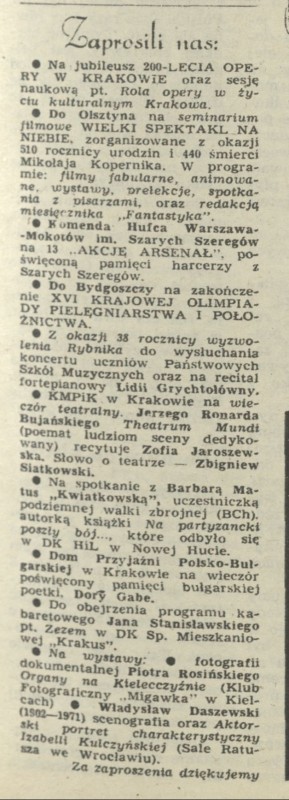 Zaprosili nas:
● Na jubileusz 200-LECIA OPE-
RY W KRAKOWIE oraz sesję
naukową pt. Rola opery w ży-
ciu kulturalnym Krakowa.
● Do Olsztyna na seminarium
filmowe WIELKI SPEKTAKL NA
NIEBIE, zorganizowane z okazji
510 rocznicy urodzin i 440 śmierci
Mikołaja Kopernika. W progra-
mie: filmy fabularne, animowa-
ne, wystawy, prelekcje, spotka-
nia z pisarzami, oraz redakcją
miesięcznika „Fantastyka".
● Komenda Hufca Warszawa-
-Mokotów im. Szarych Szeregów
na 13 „AKCJĘ ARSENAŁ", po-
święconą pamięci harcerzy z
Szarych Szeregów.
● Do Bydgoszczy na zakończe-
nie XVI KRAJOWEJ OLIMPIA-
DY PIELĘGNIARSTWA I POŁO-
ŻNICTWA.
● Z okazji 38 rocznicy wyzwo-
lenia Rybnika do wysłuchania
koncertu uczniów Państwowych
Szkół Muzycznych oraz na recital
fortepianowy Lidii Grychtołówny.
● KMPiK w Krakowie na wie-
czór teatralny. Jerzego Ronarda
Bujańskiego Theatrum Mundi
(poemat ludziom sceny dedyko-
wany) recytuje Zofia Jaroszew-
ska. Słowo o teatrze — Zbigniew
Siatkowski.
● Na spotkanie z Barbarą Ma-
tus „Kwiatkowską", uczestniczką
podziemnej walki zbrojnej (BCh),
autorką książki Na partyzancki
poszły bój..., które odbyło się
w DK HiL w Nowej Hucie.
● Dom Przyjaźni Polsko-Buł-
garskiej w Krakowie na wieczór
poświęcony pamięci bułgarskiej
poetki, Dory Gabe.
● Do obejrzenia programu ka-
baretowego Jana Stanisławskiego
pt. Zezem w DK Sp. Mieszkanio-
wej „Krakus".
● Na wystawy: ● fotografii
dokumentalnej Piotra Rosińskiego
Organy na Kielecczyźnie (Klub
Fotograficzny „Migawka" w Kiel-
cach) ● Władysław Daszewski
(1902—1971) scenografia oraz Aktor-
ski portret charakterystyczny
Izabelli Kulczyńskiej (Sale Ratu-
sza we Wrocławiu).
Za zaproszenia dziękujemy